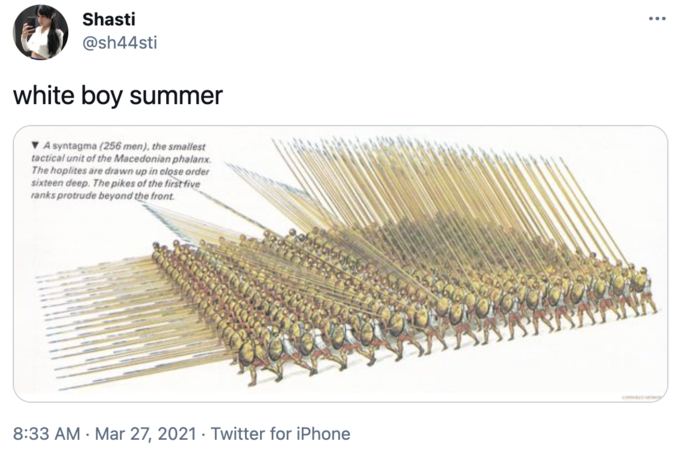 Shasti
@sh44sti
white boy summer
▼ A syntagma (256 men), the smallest
tactical unit of the Macedonian phalanx.
The hoplites are drawn up in close order
sixteen deep. The pikes of the first five
ranks protrude beyond the front.
8:33 AM · Mar 27, 2021 · Twitter for iPhone